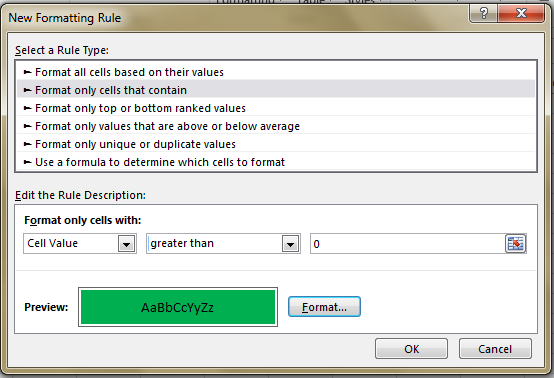 New Formatting Rule
Select a Rule Type:
► Format all cells based on their values
► Format only cells that contain
► Format only top or bottom ranked values
► Format only values that are above or below average
► Format only unique or duplicate values
► Use a formula to determine which cells to format
Edit the Rule Description:
Format only cells with:
Cell Value greater than 0
Preview: AaBbCcYyZz Format...
OK Cancel